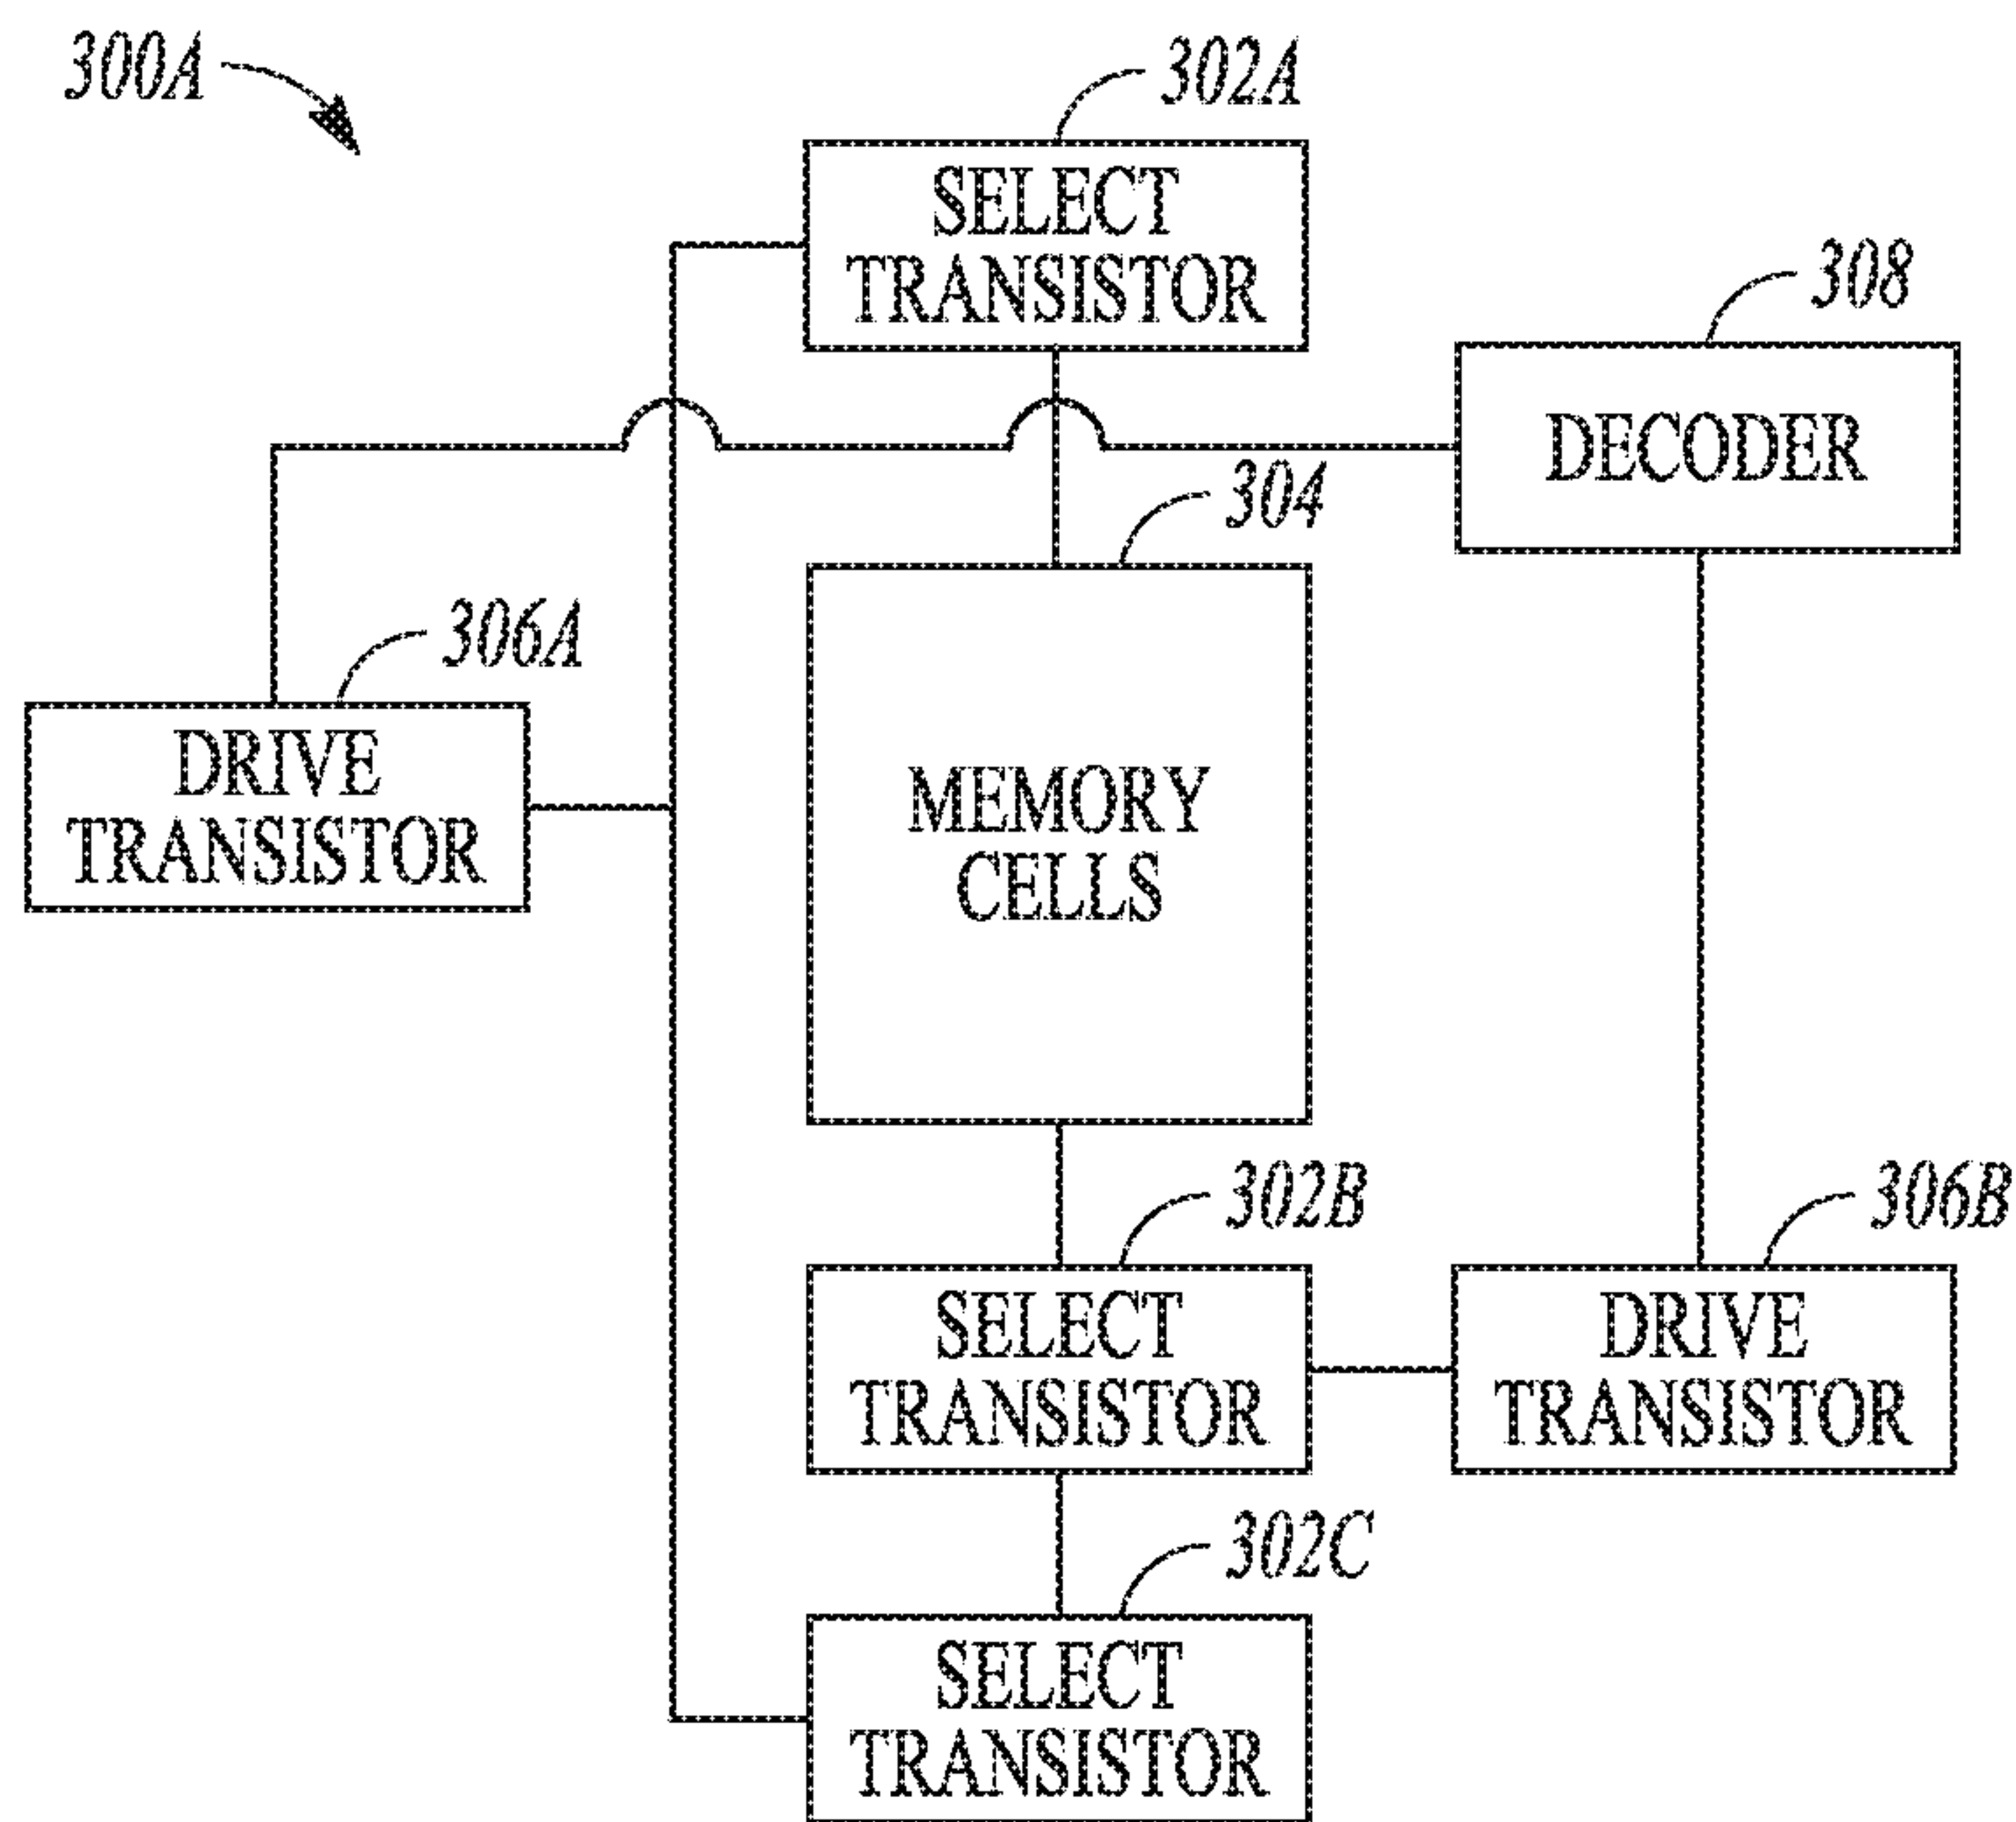 300A
302A
SELECT
TRANSISTOR
308
DECODER
304
306A
DRIVE
TRANSISTOR
MEMORY
CELLS
302B
306B
SELECT
TRANSISTOR
DRIVE
TRANSISTOR
302C
SELECT
TRANSISTOR